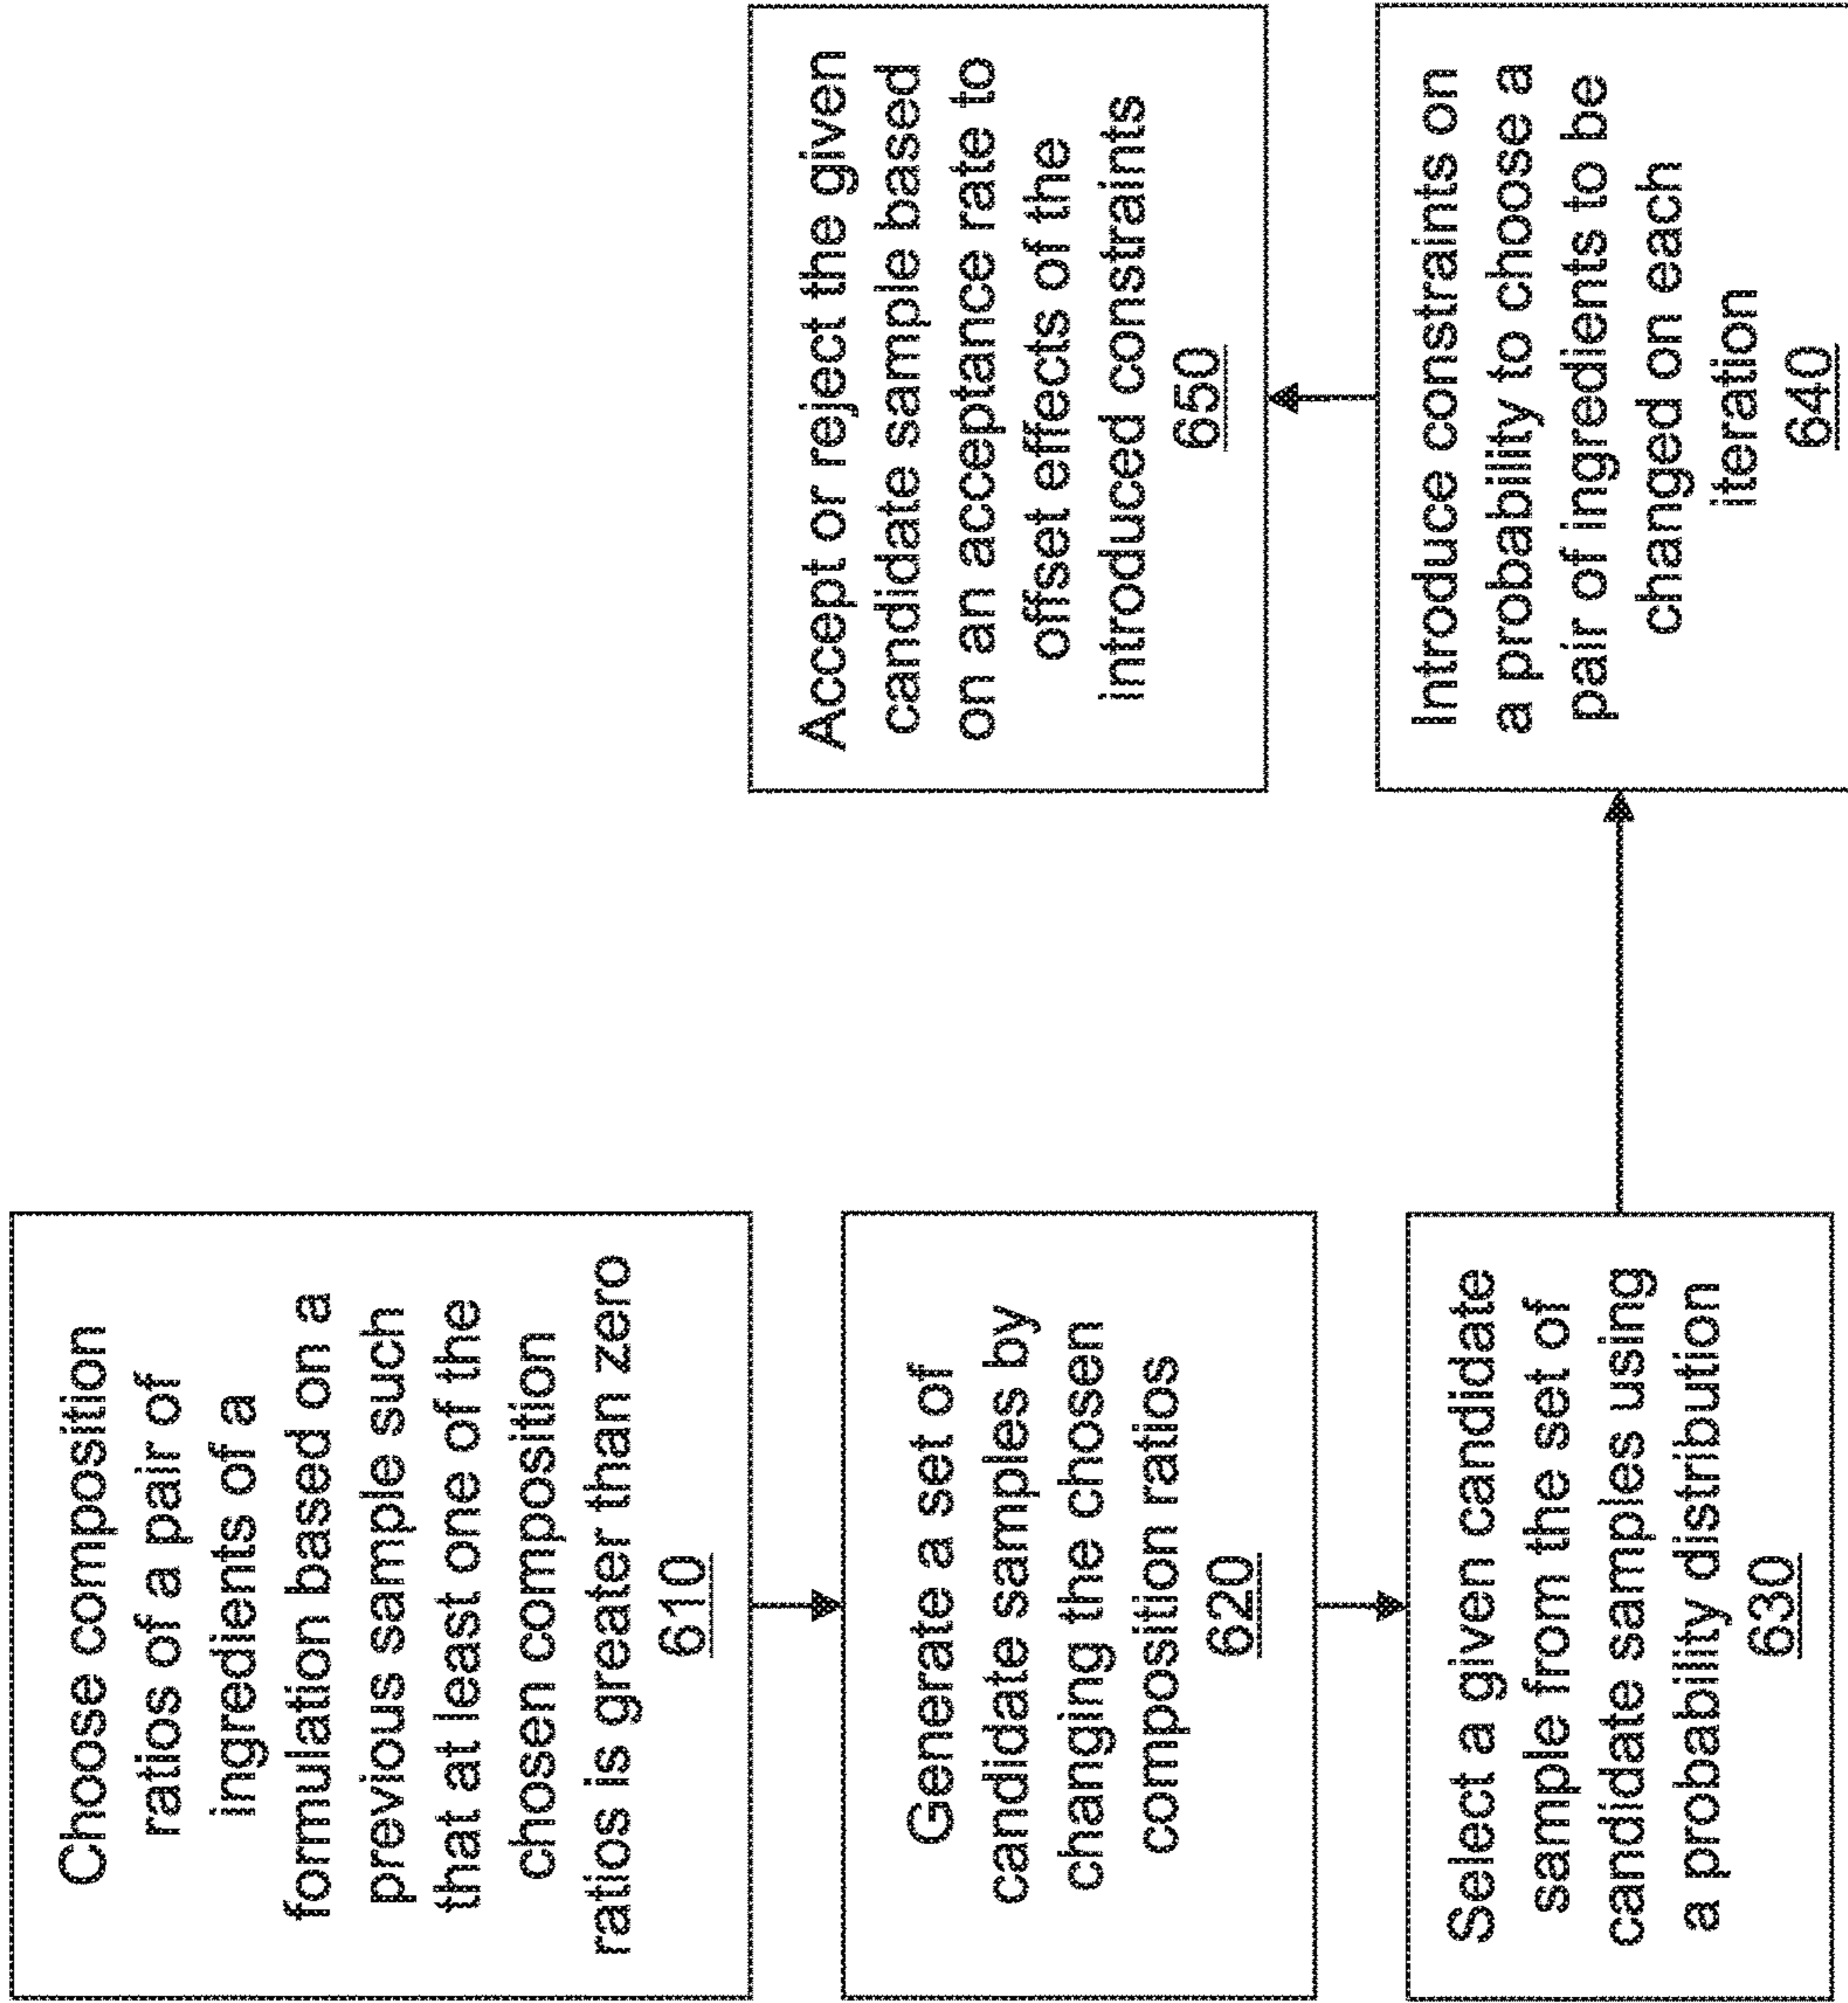 Choose composition
ratios of a pair of
ingredients of a
formulation based on a
previous sample such
that at least one of the
chosen composition
ratios is greater than zero
610
Generate a set of
candidate samples by
changing the chosen
composition ratios
620
Select a given candidate
sample from the set of
candidate samples using
a probability distribution
630
Introduce constraints on
a probability to choose a
pair of ingredients to be
changed on each
iteration
640
Accept or reject the given
candidate sample based
on an acceptance rate to
offset effects of the
introduced constraints
650